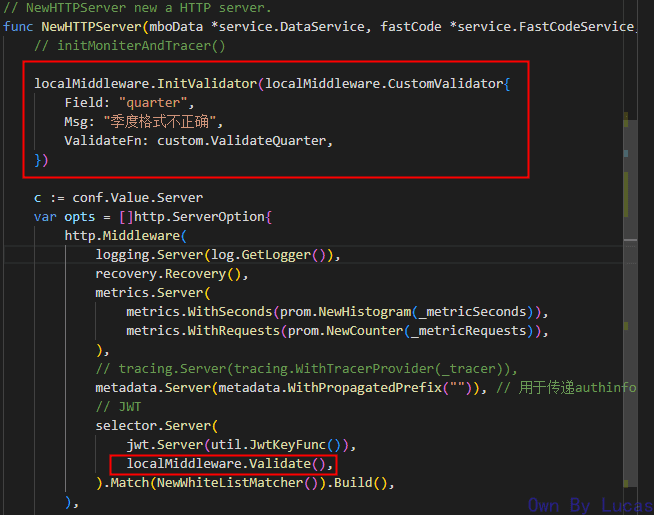 // NewHTTPServer new a HTTP server.
func NewHTTPServer(mboData *service.DataService, fastCode *service.FastCodeService,
// initMoniterAndTracer()
localMiddleware.InitValidator(localMiddleware.CustomValidator{
Field: "quarter",
Msg: "季度格式不正确",
ValidateFn: custom.ValidateQuarter,
})
c := conf.Value.Server
var opts = []http.ServerOption{
http.Middleware(
logging.Server(log.GetLogger()),
recovery.Recovery(),
metrics.Server(
metrics.WithSeconds(prom.NewHistogram(_metricSeconds)),
metrics.WithRequests(prom.NewCounter(_metricRequests)),
),
// tracing.Server(tracing.WithTracerProvider(_tracer)),
metadata.Server(metadata.WithPropagatedPrefix("")), // 用于传递authinfo
// JWT
selector.Server(
jwt.Server(util.JwtKeyFunc()),
localMiddleware.Validate(),
).Match(NewWhiteListMatcher()).Build(),
),
Own By Lucas